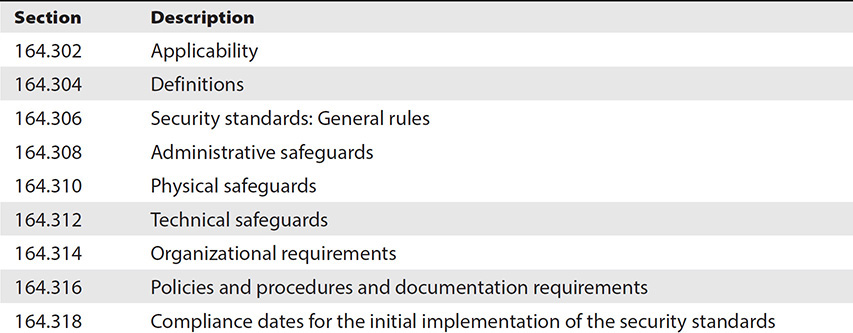 Section Description
164.302 Applicability
164.304 Definitions
164.306 Security standards: General rules
164.308 Administrative safeguards
164.310 Physical safeguards
164.312 Technical safeguards
164.314 Organizational requirements
164.316 Policies and procedures and documentation requirements
164.318 Compliance dates for the initial implementation of the security standards